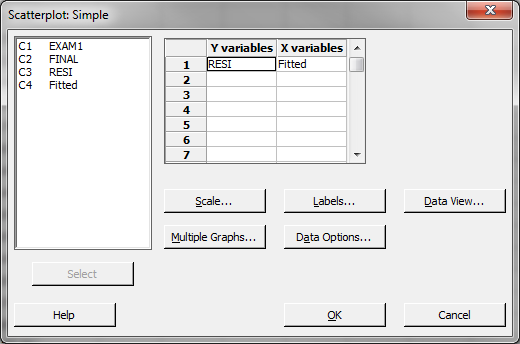 Scatterplot: Simple
C1 EXAM1
C2 FINAL
C3 RESI
C4 Fitted
Y variables X variables
1 RESI Fitted
2
3
4
5
6
7
Scale... Labels... Data View...
Multiple Graphs... Data Options...
Select
Help OK Cancel